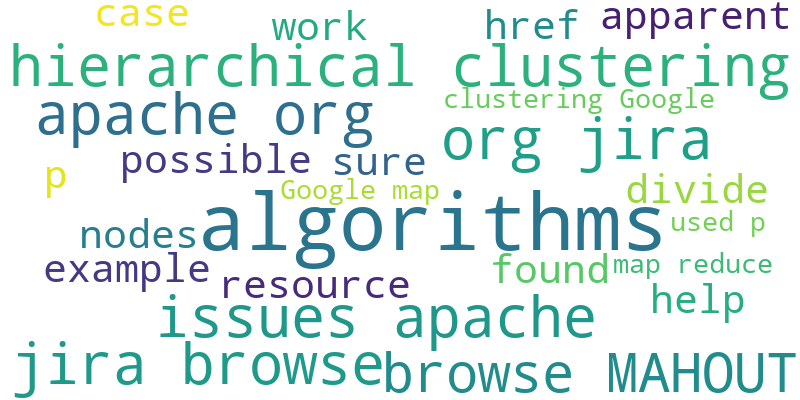 case
work
href
apparent
hierarchical clustering
clustering Google
apache org
org jira
possible
sure
p
Google map
divide
algorithms
used p
nodes
example
found
map reduce
resource
help
issues apache
jira browse
browse MAHOUT